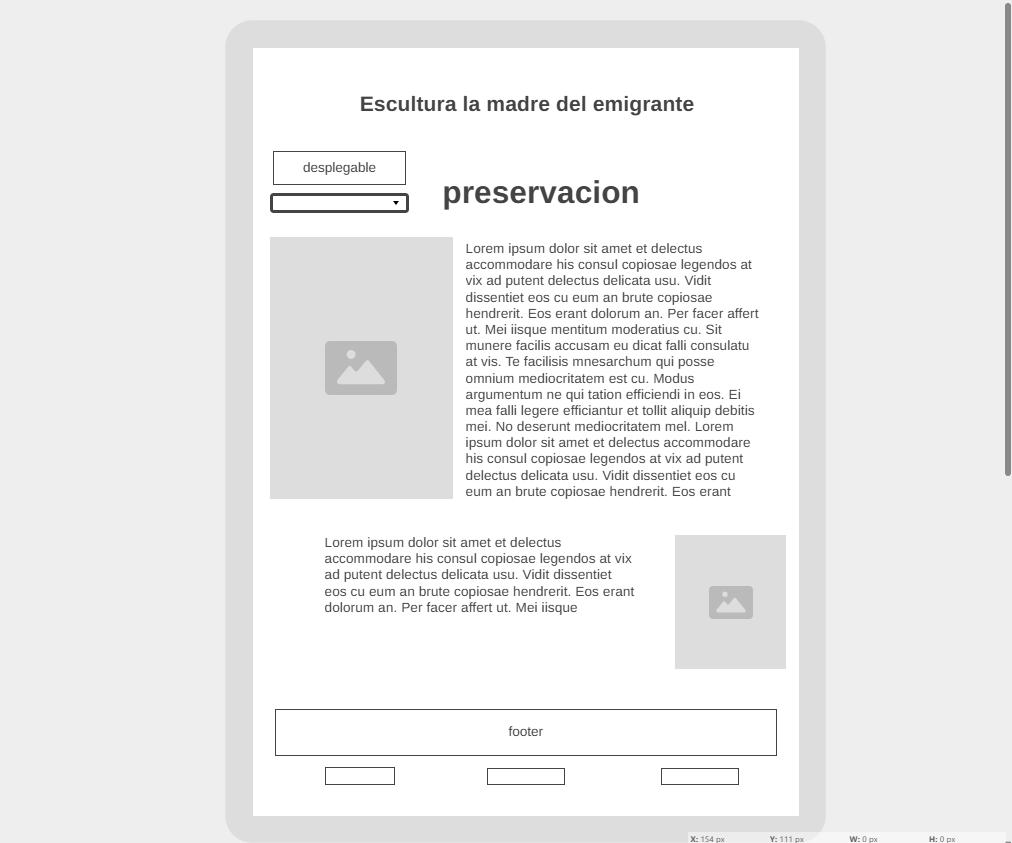 Escultura la madre del emigrante
desplegable
preservacion
Lorem ipsum dolor sit amet et delectus
accommodare his consul copiosae legendos at
vix ad putent delectus delicata usu. Vidit
dissentiet eos cu eum an brute copiosae
hendrerit. Eos erant dolorum an. Per facer affert
ut. Mei iisque mentitum moderatius cu. Sit
munere facilis accusam eu dicat falli consulatu
at vis. Te facilisis mnesarchum qui posse
omnium mediocritatem est cu. Modus
argumentum ne qui tation efficiendi in eos. Ei
mea falli legere efficiantur et tollit aliquip debitis
mei. No deserunt mediocritatem mel. Lorem
ipsum dolor sit amet et delectus accommodare
his consul copiosae legendos at vix ad putent
delectus delicata usu. Vidit dissentiet eos cu
eum an brute copiosae hendrerit. Eos erant
Lorem ipsum dolor sit amet et delectus
accommodare his consul copiosae legendos at vix
ad putent delectus delicata usu. Vidit dissentiet
eos cu eum an brute copiosae hendrerit. Eos erant
dolorum an. Per facer affert ut. Mei iisque
footer
X: 154 px Y: 111 px W: 0 px H: 0 px